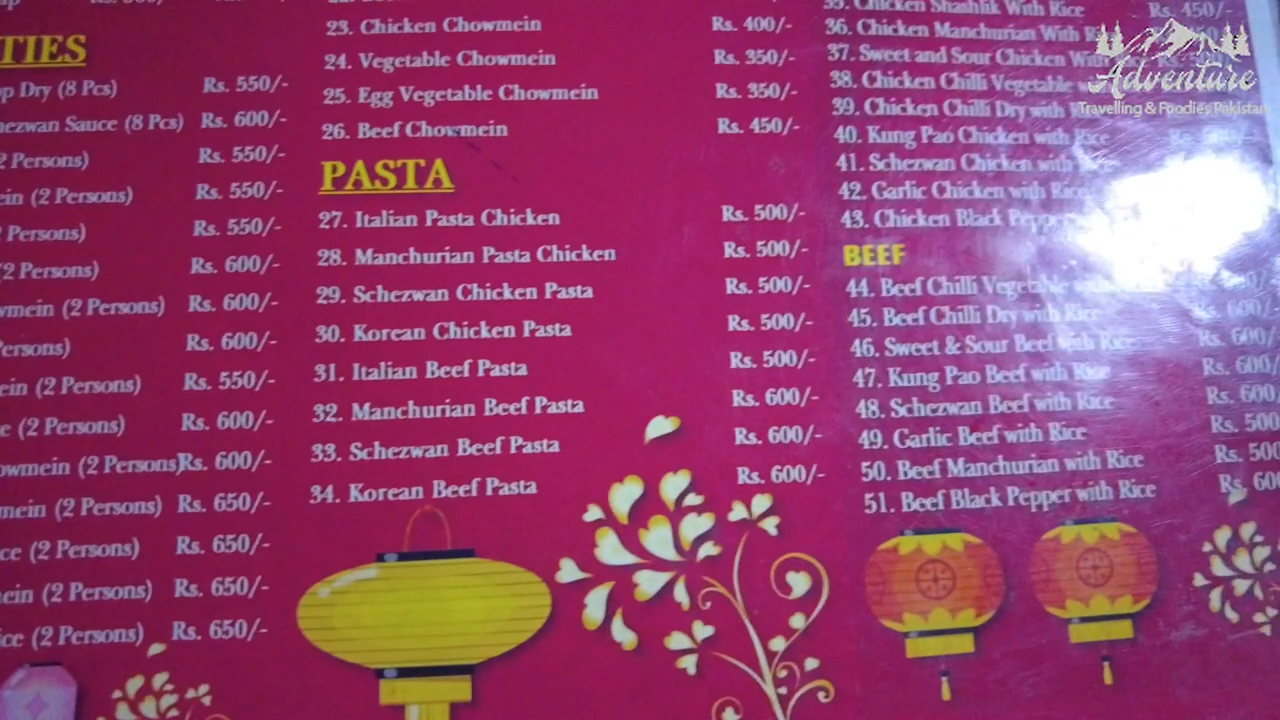 TIES
p Dry (8 Pcs) Rs. 550/-
hezwan Sauce (8 Pcs) Rs. 600/-
2 Persons) Rs. 550/-
ein (2 Persons) Rs. 550/-
Persons) Rs. 550/-
(2 Persons) Rs. 600/-
wmein (2 Persons) Rs. 600/-
Persons) Rs. 600/-
ein (2 Persons) Rs. 550/-
e (2 Persons) Rs. 600/-
owmein (2 Persons) Rs. 600/-
mein (2 Persons) Rs. 650/-
ce (2 Persons) Rs. 650/-
ein (2 Persons) Rs. 650/-
ice (2 Persons) Rs. 650/-
23. Chicken Chowmein Rs. 400/-
24. Vegetable Chowmein Rs. 350/-
25. Egg Vegetable Chowmein Rs. 350/-
26. Beef Chowmein Rs. 450/-
PASTA
27. Italian Pasta Chicken Rs. 500/-
28. Manchurian Pasta Chicken Rs. 500/-
29. Schezwan Chicken Pasta Rs. 500/-
30. Korean Chicken Pasta Rs. 500/-
31. Italian Beef Pasta Rs. 500/-
32. Manchurian Beef Pasta Rs. 600/-
33. Schezwan Beef Pasta Rs. 600/-
34. Korean Beef Pasta Rs. 600/-
35. Chicken Shashlik With Rice Rs. 450/-
36. Chicken Manchurian With
37. Sweet and Sour Chicken With
38. Chicken Chilli Vegetable
39. Chicken Chilli Dry with
40. Kung Pao Chicken with Rice
41. Schezwan Chicken with
42. Garlic Chicken with Rice
43. Chicken Black Pepper
BEEF
44. Beef Chilli Vegetable
45. Beef Chilli Dry with Rice Rs. 600/
46. Sweet & Sour Beef with Rice Rs. 600/
47. Kung Pao Beef with Rice Rs. 600/
48. Schezwan Beef with Rice Rs. 600
49. Garlic Beef with Rice Rs. 500
50. Beef Manchurian with Rice Rs. 500
51. Beef Black Pepper with Rice Rs. 600
Adventure
Travelling & Foodies Pakistan